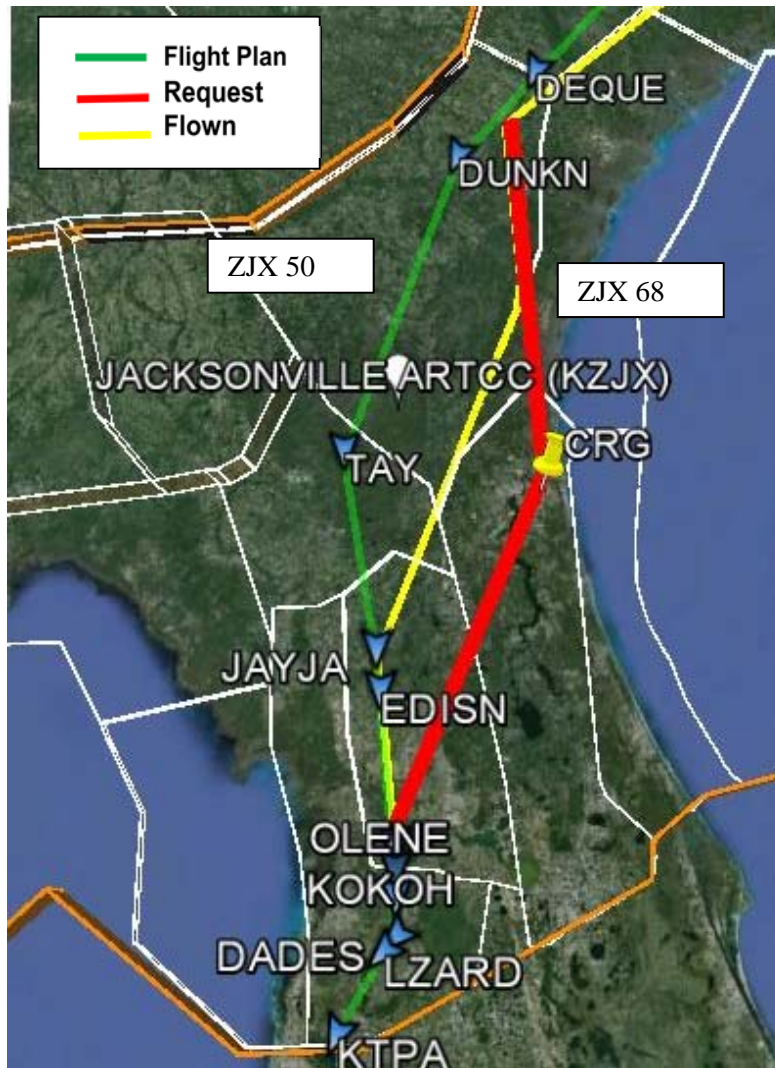 Flight Plan
Request
Flown
DEQUE
DUNKN
ZJX 50
ZJX 68
JACKSONVILLE ARTCC (KZJX)
CRG
TAY
JAYJA
EDISN
OLENE
KOKOH
DADES
LZARD
KTPA